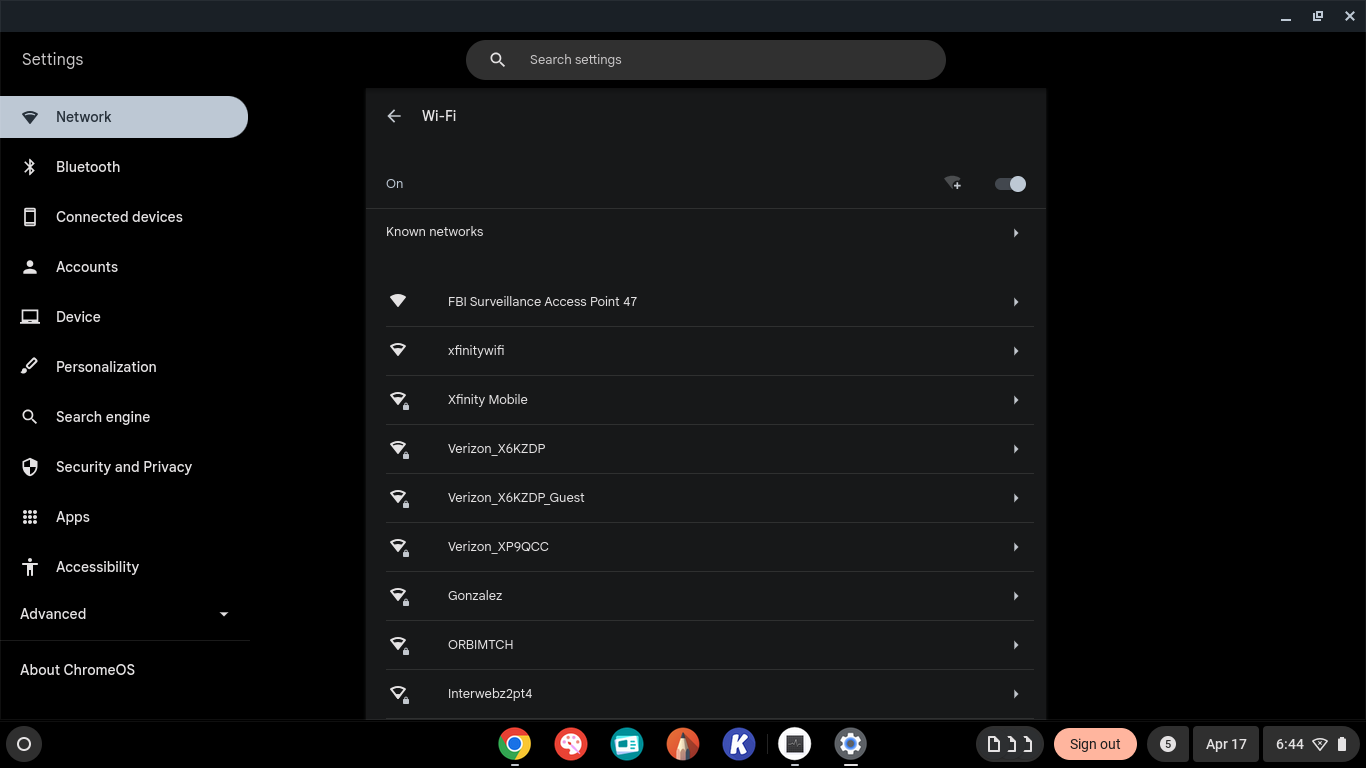 Settings
Search settings
Network
Bluetooth
Connected devices
Accounts
Device
Personalization
Search engine
Security and Privacy
Apps
Accessibility
Advanced
About ChromeOS
Wi-Fi
On
Known networks
FBI Surveillance Access Point 47
xfinitywifi
Xfinity Mobile
Verizon_X6KZDP
Verizon_X6KZDP_Guest
Verizon_XP9QCC
Gonzalez
ORBIMTCH
Interwebz2pt4
K
Sign out
5
Apr 17
6:44